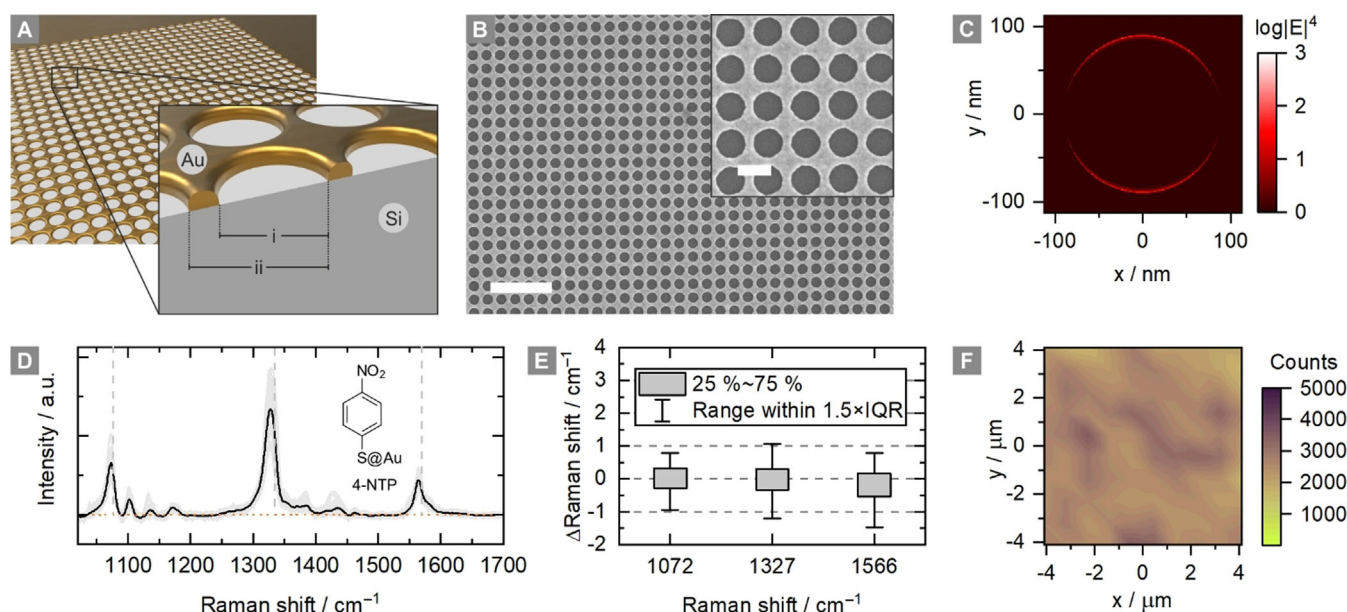 A
Au
Si
i
ii
B
C
log|E|⁴
y / nm
100
0
-100
-100
0
100
x / nm
3
2
1
0
D
Intensity / a.u.
NO₂
S@Au
4-NTP
1100 1200 1300 1400 1500 1600 1700
Raman shift / cm⁻¹
E
ΔRaman shift / cm⁻¹
4
3
2
1
0
-1
-2
25 %~75 %
Range within 1.5×IQR
1072 1327 1566
Raman shift / cm⁻¹
F
y / μm
4
2
0
-2
-4
-4 -2 0 2 4
x / μm
Counts
5000
4000
3000
2000
1000